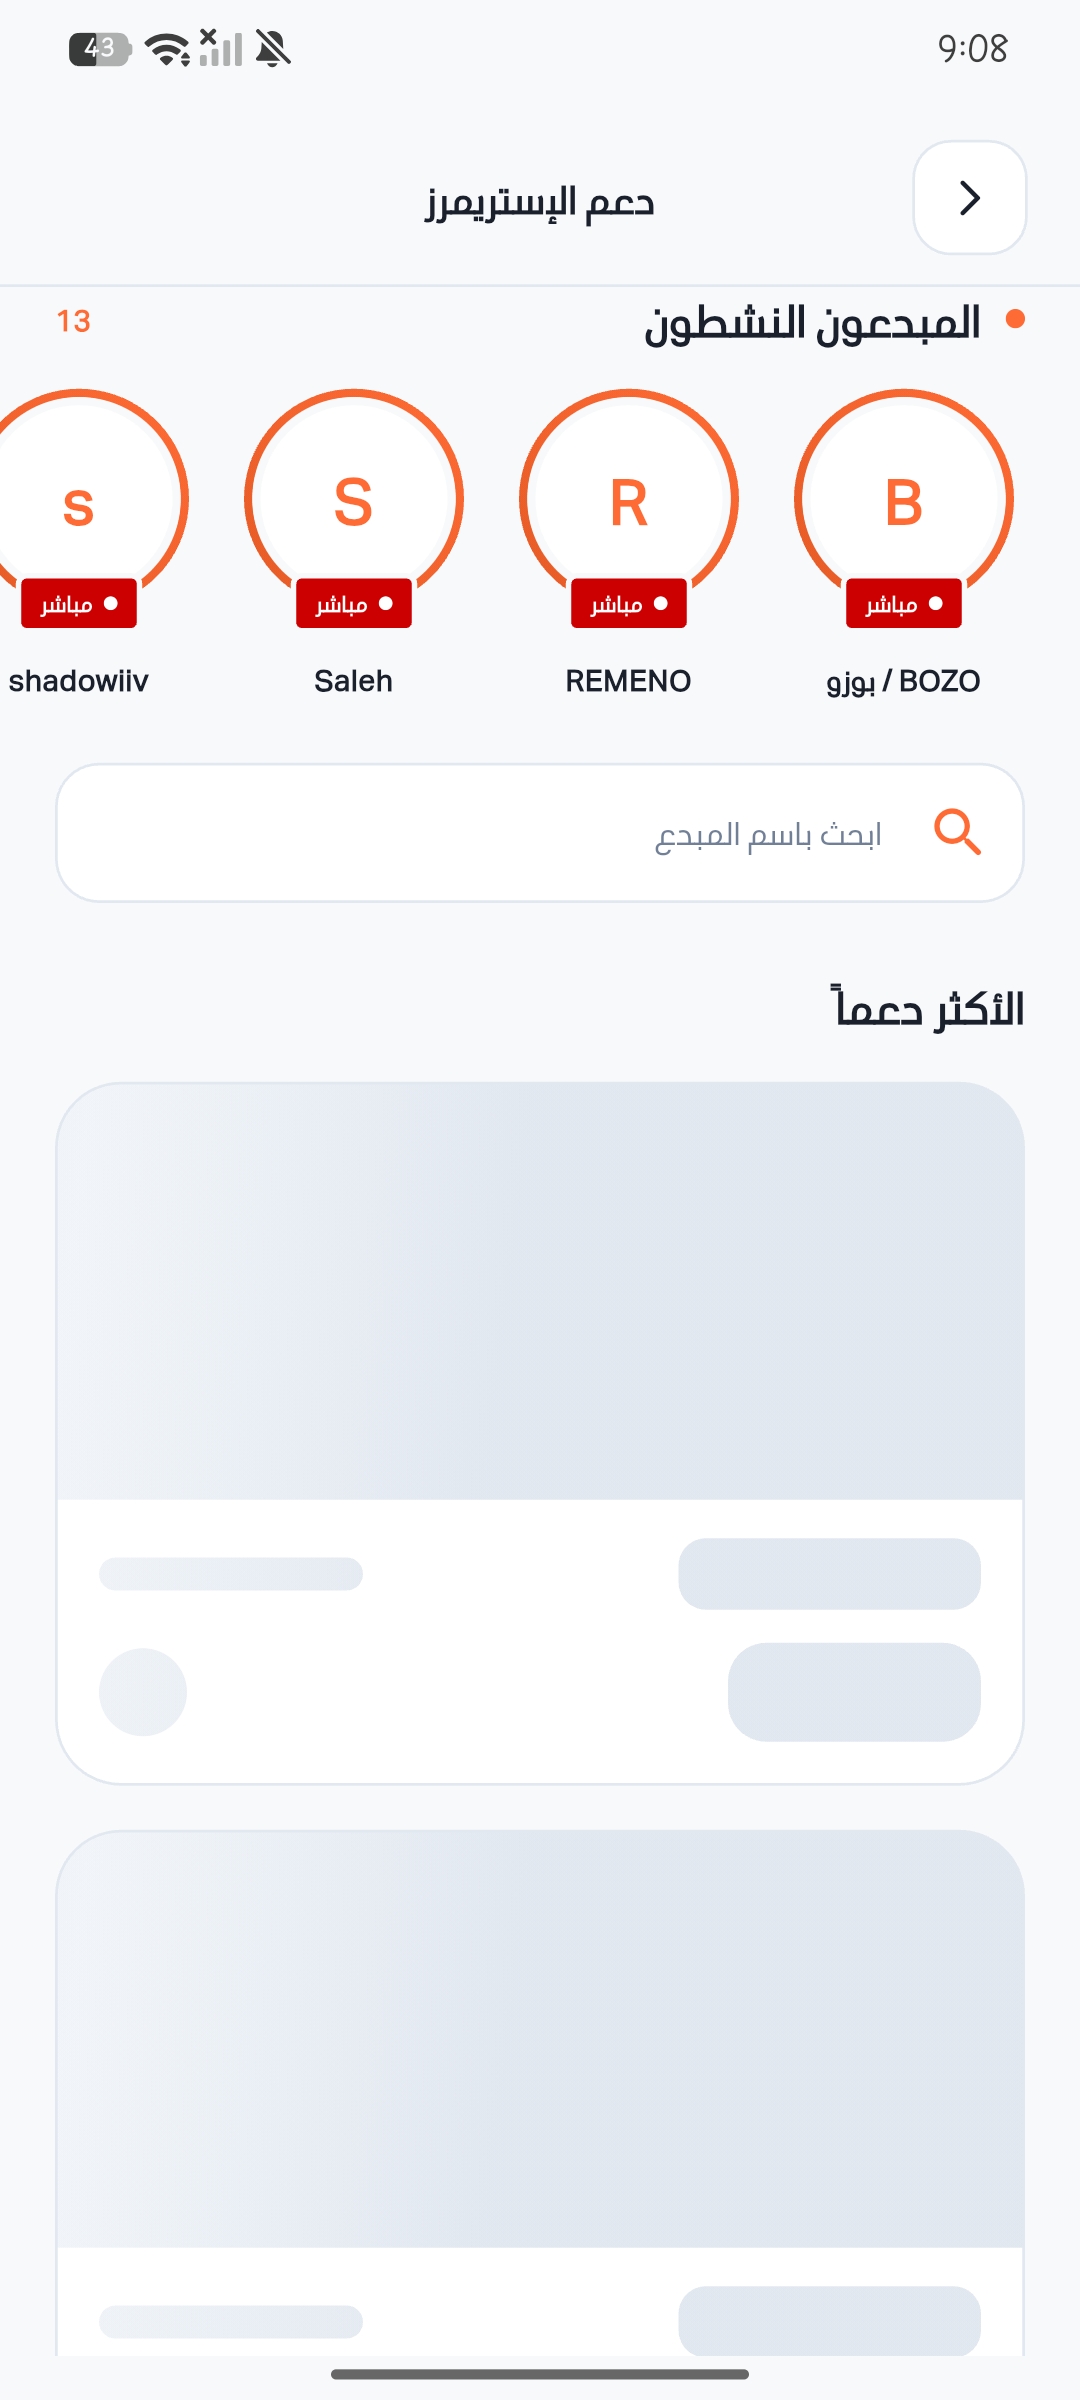 43
9:08
دعم الإستريمرز
المبدعون النشطون
13
B
R
S
s
مباشر
مباشر
مباشر
مباشر
BOZO / بوزو
REMENO
Saleh
shadowiiv
ابحث باسم المبدع
الأكثر دعماً